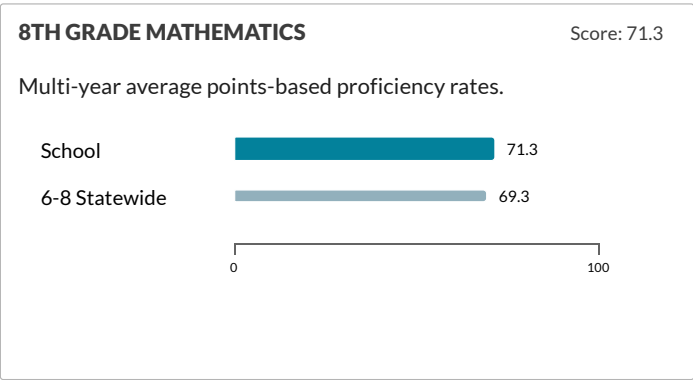 8TH GRADE MATHEMATICS Score: 71.3
Multi-year average points-based proficiency rates.
School 71.3
6-8 Statewide 69.3
0 100